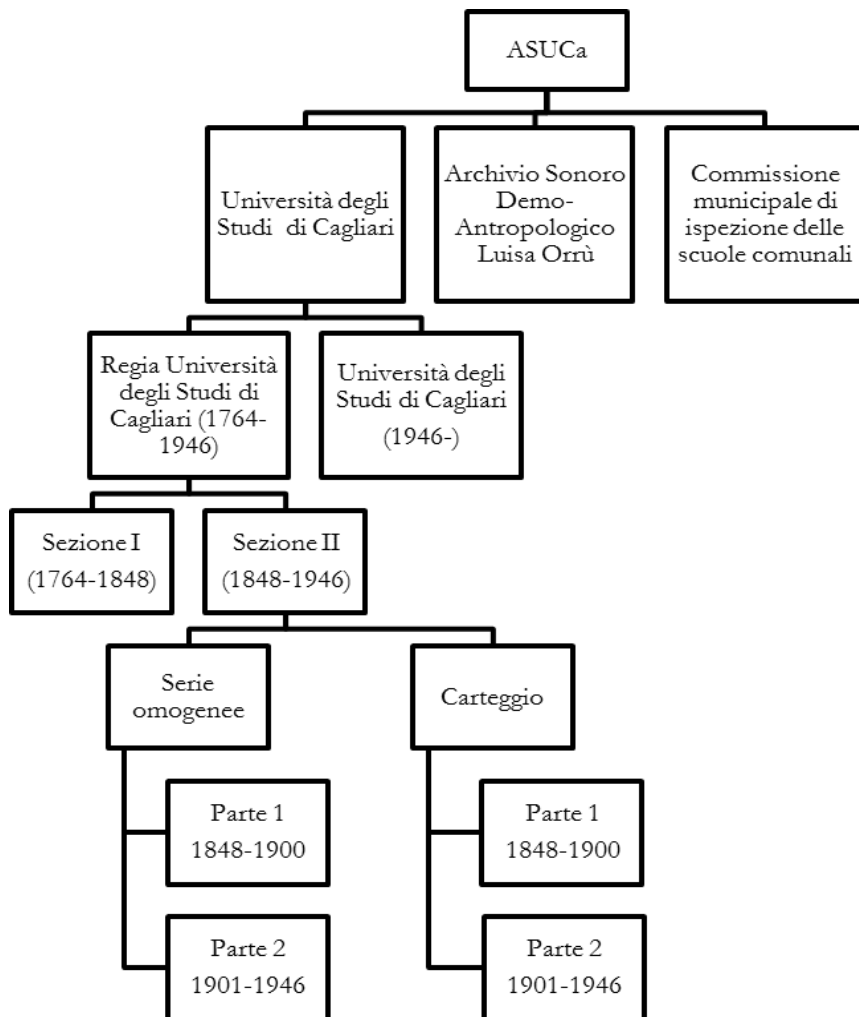 ASUCa
Università degli
Studi di Cagliari
Archivio Sonoro
Demo-
Antropologico
Luisa Orrù
Commissione
municipale di
ispezione delle
scuole comunali
Regia Università
degli Studi di
Cagliari (1764-
1946)
Università degli
Studi di Cagliari
(1946-)
Sezione I
(1764-1848)
Sezione II
(1848-1946)
Serie
omogenee
Carteggio
Parte 1
1848-1900
Parte 1
1848-1900
Parte 2
1901-1946
Parte 2
1901-1946